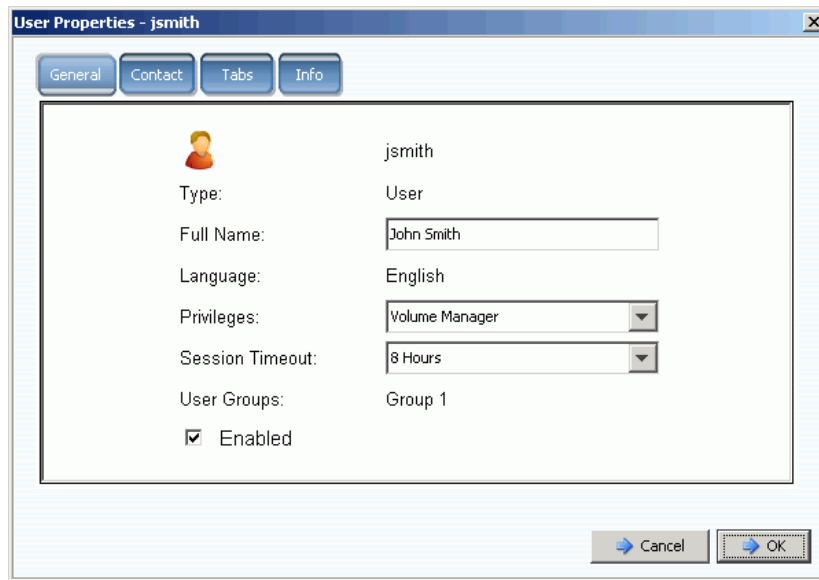 User Properties - jsmith
General Contact Tabs Info
jsmith
Type: User
Full Name: John Smith
Language: English
Privileges: Volume Manager
Session Timeout: 8 Hours
User Groups: Group 1
Enabled
Cancel OK